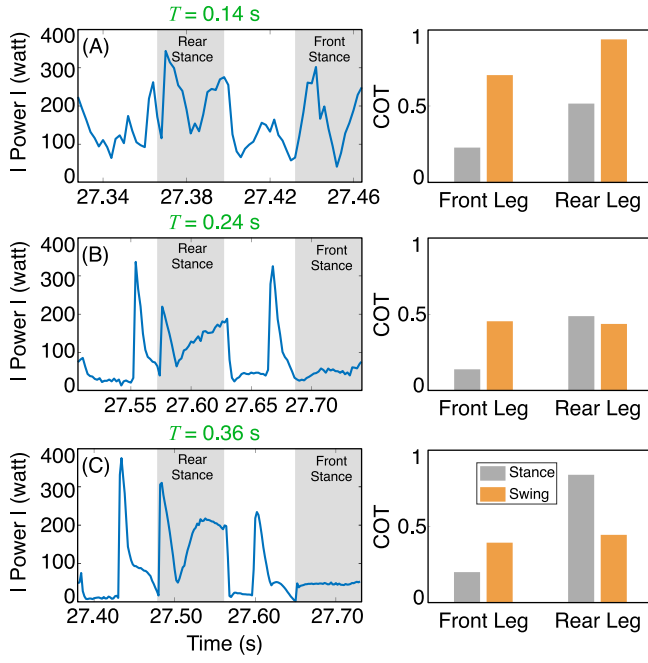 T = 0.14 s
(A)
Rear
Stance
Front
Stance
| Power | (watt)
400
300
200
100
0
27.34
27.38
27.42
27.46
COT
1
0.5
0
Front Leg
Rear Leg
T = 0.24 s
(B)
Rear
Stance
Front
Stance
| Power | (watt)
400
300
200
100
0
27.55
27.60
27.67
27.70
COT
1
0.5
0
Front Leg
Rear Leg
T = 0.36 s
(C)
Rear
Stance
Front
Stance
| Power | (watt)
400
300
200
100
0
27.40
27.50
27.60
27.70
Time (s)
COT
1
0.5
0
Stance
Swing
Front Leg
Rear Leg